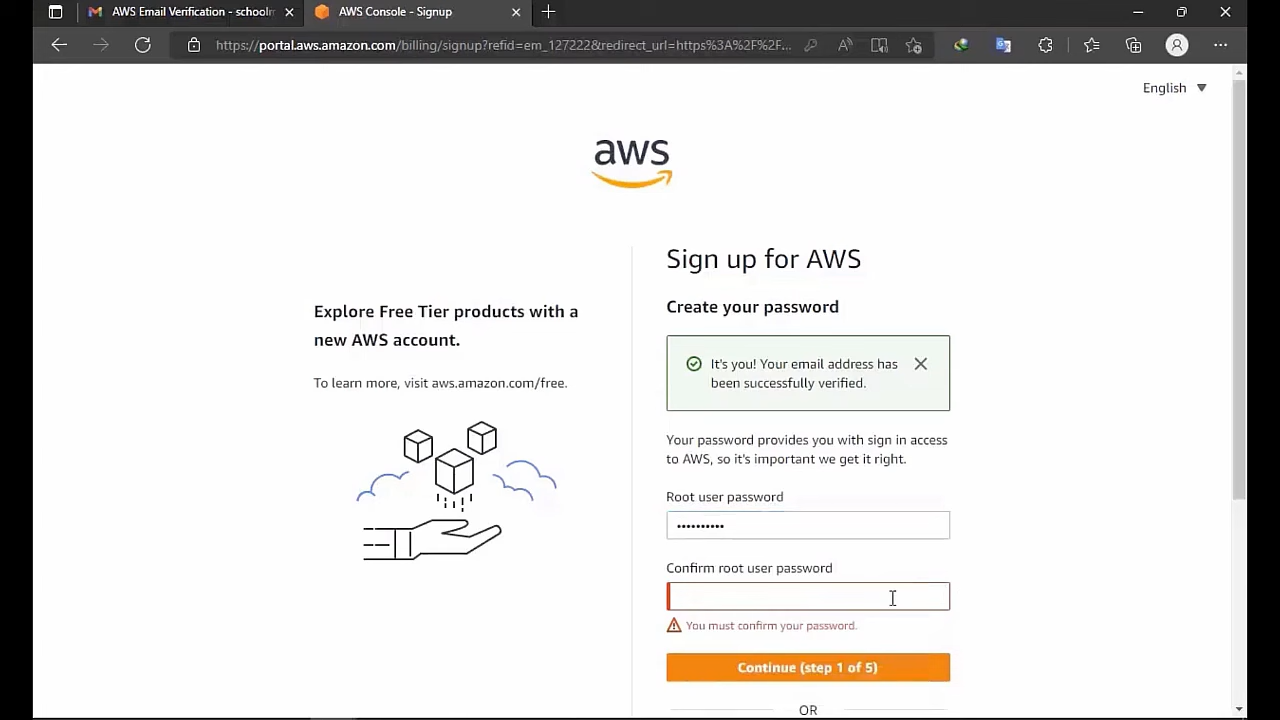 AWS Email Verification - schoolm
AWS Console - Signup
https://portal.aws.amazon.com/billing/signup?refid=em_127222&redirect_url=https%3A%2F%2F...
English
aws
Sign up for AWS
Explore Free Tier products with a
new AWS account.
To learn more, visit aws.amazon.com/free.
Create your password
It's you! Your email address has
been successfully verified.
Your password provides you with sign in access
to AWS, so it's important we get it right.
Root user password
••••••••••
Confirm root user password
You must confirm your password.
Continue (step 1 of 5)
OR